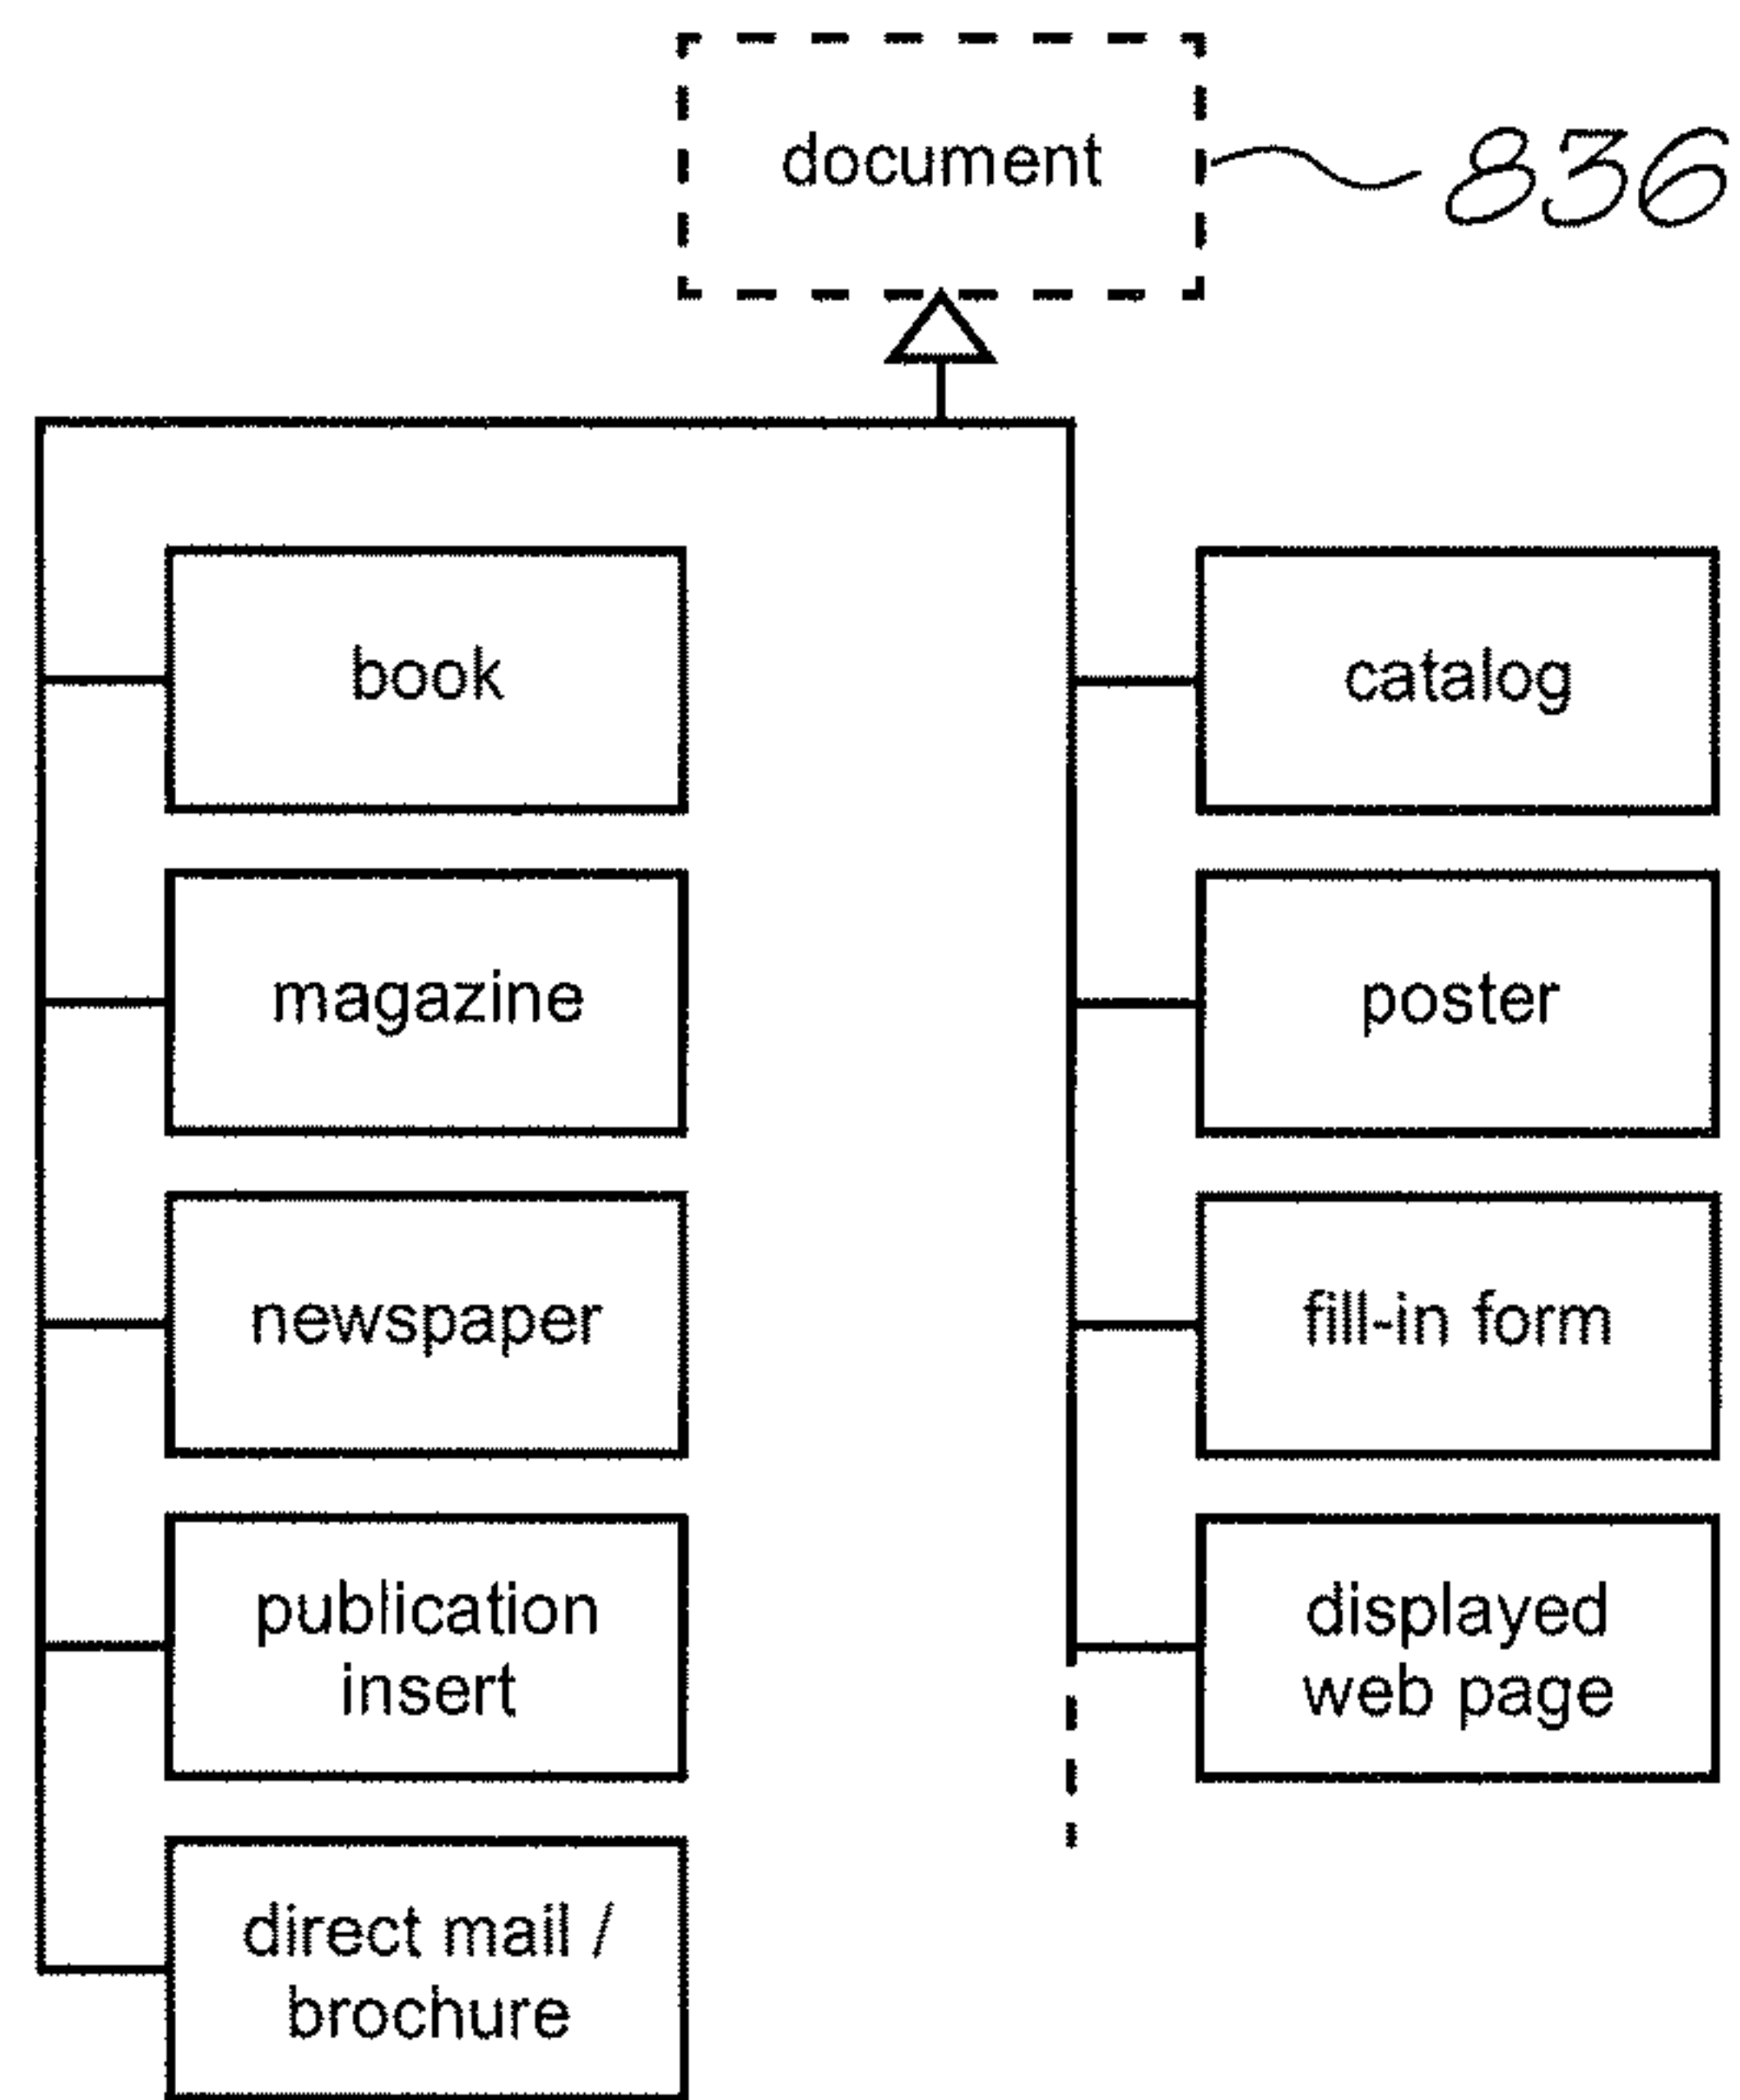 document
836
book
magazine
newspaper
publication
insert
direct mail /
brochure
catalog
poster
fill-in form
displayed
web page